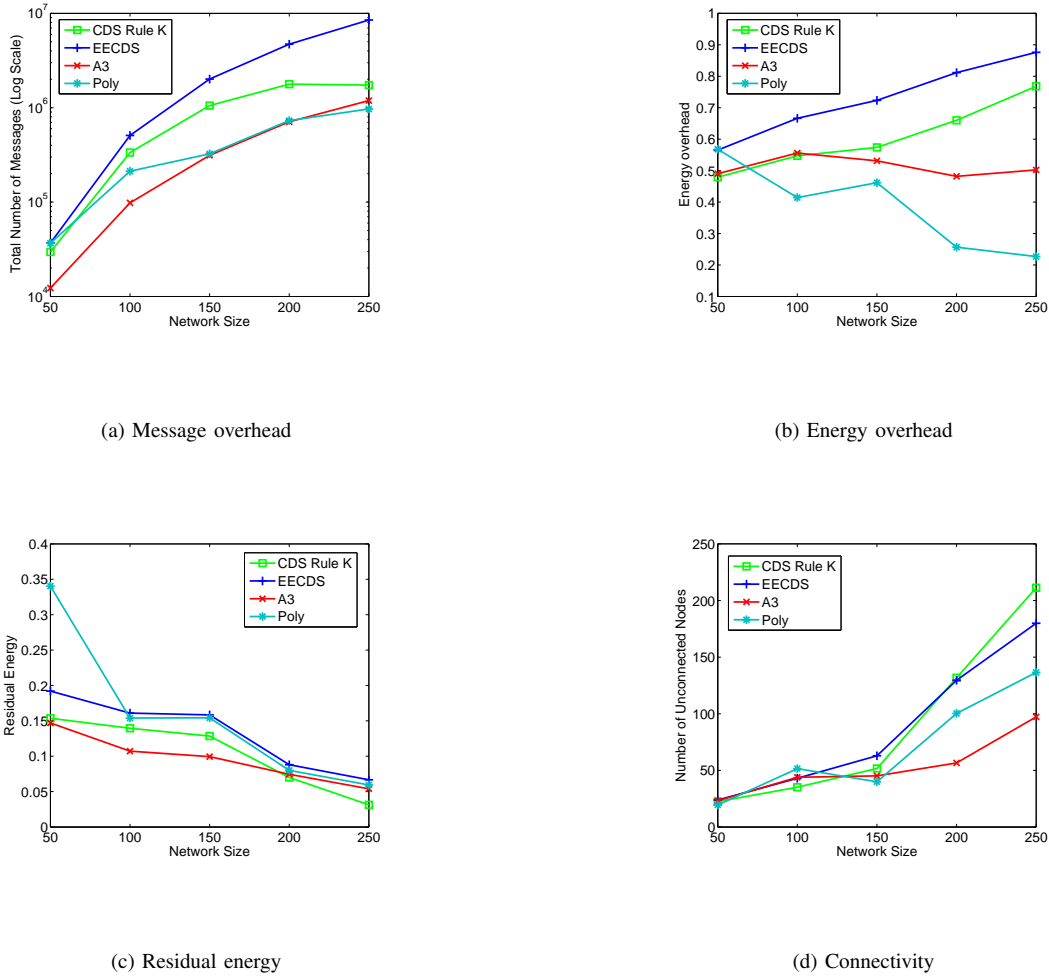 10^7
10^6
10^5
10^4
Total Number of Messages (Log Scale)
CDS Rule K
EECDS
A3
Poly
50 100 150 200 250
Network Size
(a) Message overhead
1
0.9
0.8
0.7
0.6
0.5
0.4
0.3
0.2
0.1
Energy overhead
CDS Rule K
EECDS
A3
Poly
50 100 150 200 250
Network Size
(b) Energy overhead
0.4
0.35
0.3
0.25
0.2
0.15
0.1
0.05
0
Residual Energy
CDS Rule K
EECDS
A3
Poly
50 100 150 200 250
Network Size
(c) Residual energy
250
200
150
100
50
0
Number of Unconnected Nodes
CDS Rule K
EECDS
A3
Poly
50 100 150 200 250
Network Size
(d) Connectivity